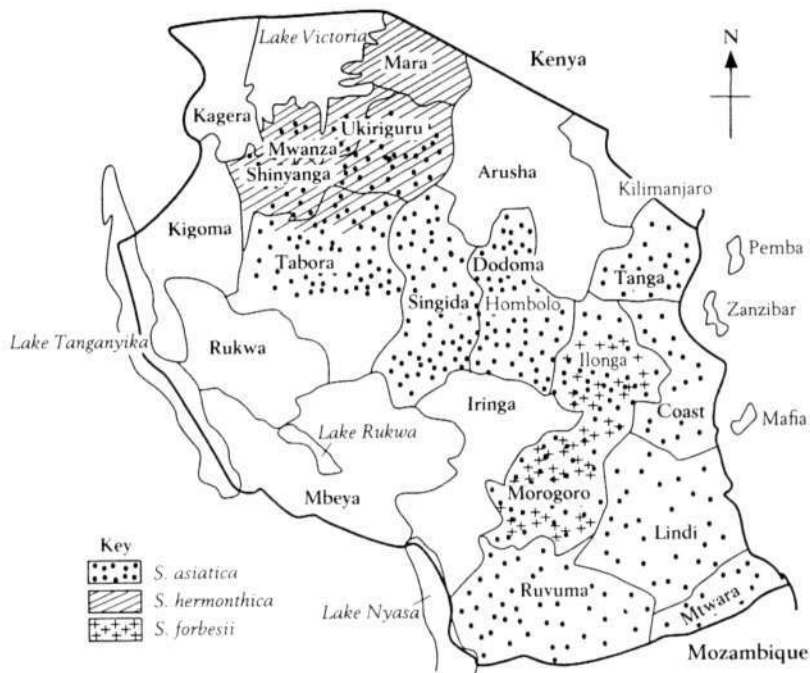 Lake Victoria
Mara
Kenya
N
Kagera
Ukiriguru
Mwanza
Shinyanga
Arusha
Kilimanjaro
Kigoma
Pemba
Tabora
Dodoma
Tanga
Singida
Hombolo
Zanzibar
Lake Tanganyika
Rukwa
Ilonga
Iringa
Coast
Mafia
Lake Rukwa
Mbeya
Morogoro
Lindi
Key
S. asiatica
S. hermonthica
S. forbesii
Lake Nyasa
Ruvuma
Mtwara
Mozambique